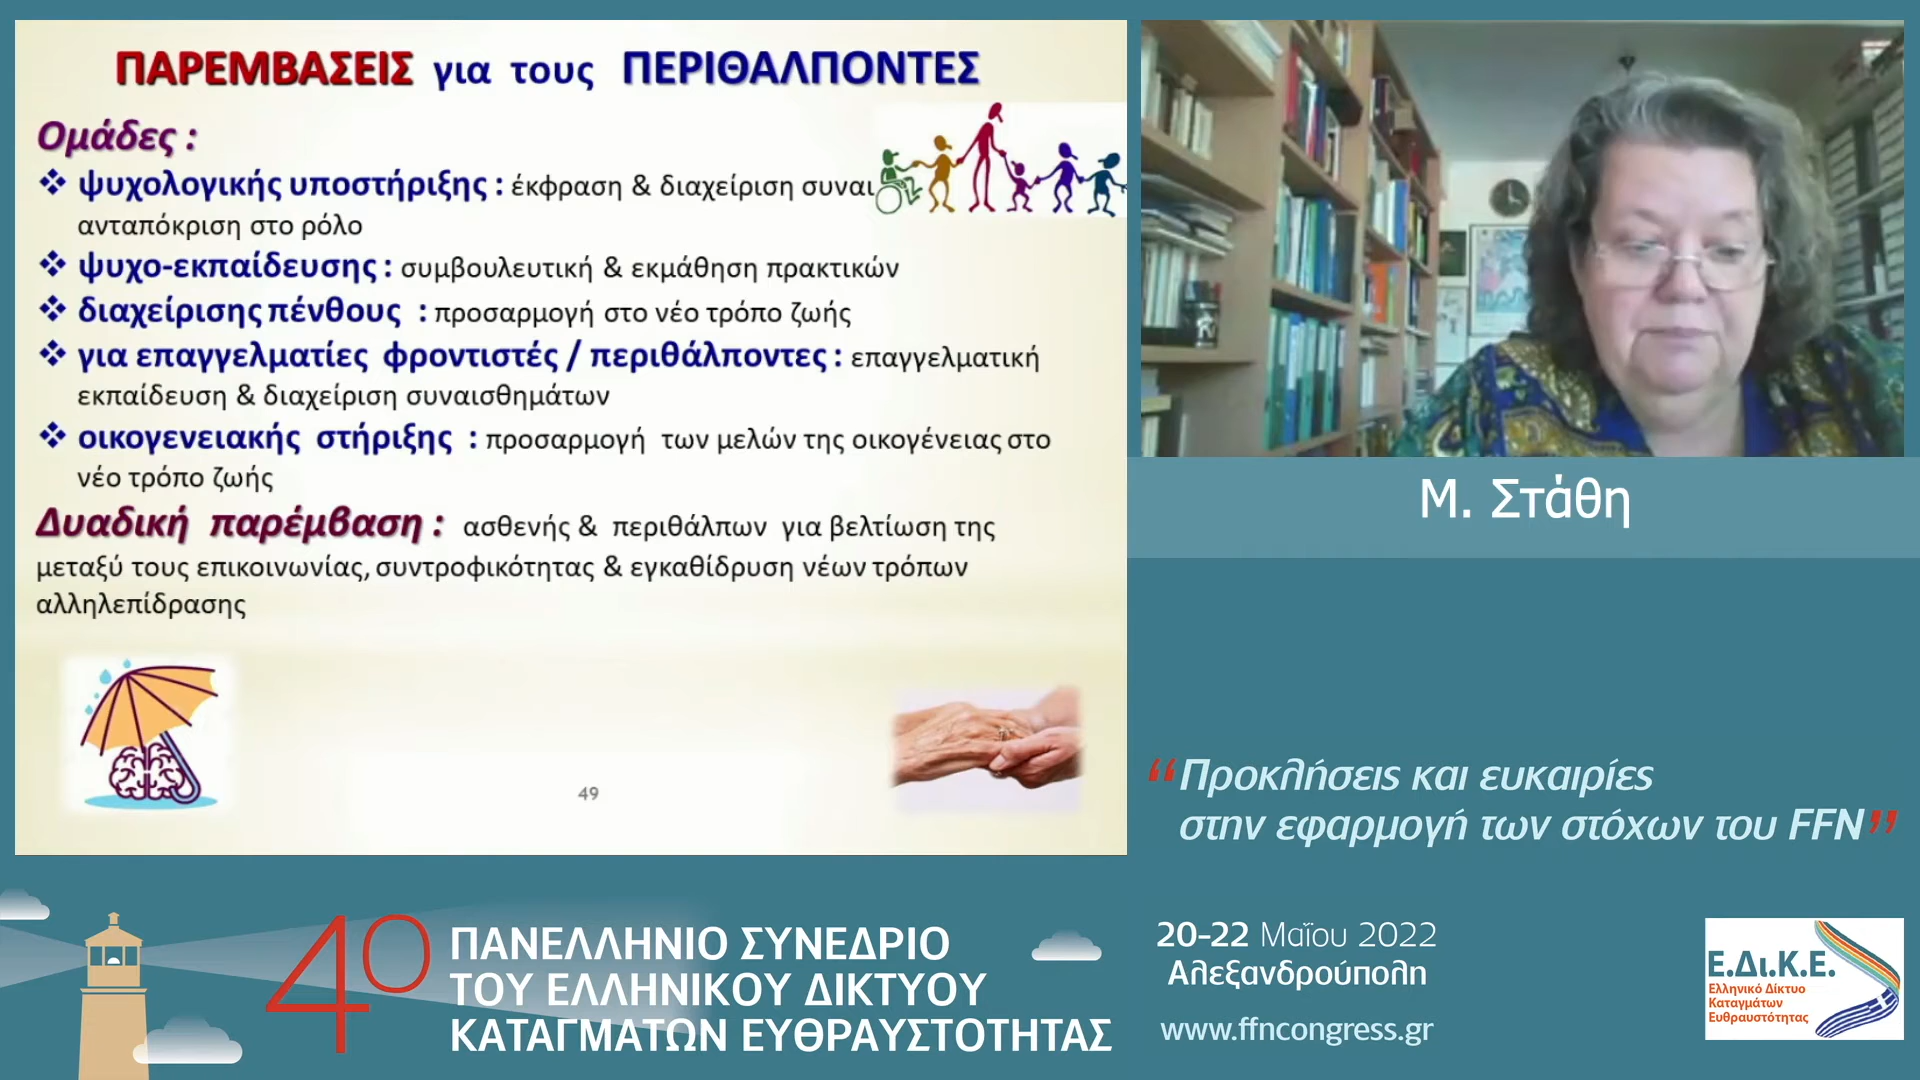 ΠΑΡΕΜΒΑΣΕΙΣ για τους ΠΕΡΙΘΑΛΠΟΝΤΕΣ
Ομάδες :
❖ ψυχολογικής υποστήριξης : έκφραση & διαχείριση συναι
ανταπόκριση στο ρόλο
❖ ψυχο-εκπαίδευσης : συμβουλευτική & εκμάθηση πρακτικών
❖ διαχείρισης πένθους : προσαρμογή στο νέο τρόπο ζωής
❖ για επαγγελματίες φροντιστές / περιθάλποντες : επαγγελματική
εκπαίδευση & διαχείριση συναισθημάτων
❖ οικογενειακής στήριξης : προσαρμογή των μελών της οικογένειας στο
νέο τρόπο ζωής
Δυαδική παρέμβαση : ασθενής & περιθάλπων για βελτίωση της
μεταξύ τους επικοινωνίας, συντροφικότητας & εγκαθίδρυση νέων τρόπων
αλληλεπίδρασης
49
Μ. Στάθη
“Προκλήσεις και ευκαιρίες
στην εφαρμογή των στόχων του FFN”
4ο
ΠΑΝΕΛΛΗΝΙΟ ΣΥΝΕΔΡΙΟ
ΤΟΥ ΕΛΛΗΝΙΚΟΥ ΔΙΚΤΥΟΥ
ΚΑΤΑΓΜΑΤΩΝ ΕΥΘΡΑΥΣΤΟΤΗΤΑΣ
20-22 Μαΐου 2022
Αλεξανδρούπολη
www.ffncongress.gr
Ε.Δι.Κ.Ε.
Ελληνικό Δίκτυο
Καταγμάτων
Ευθραυστότητας